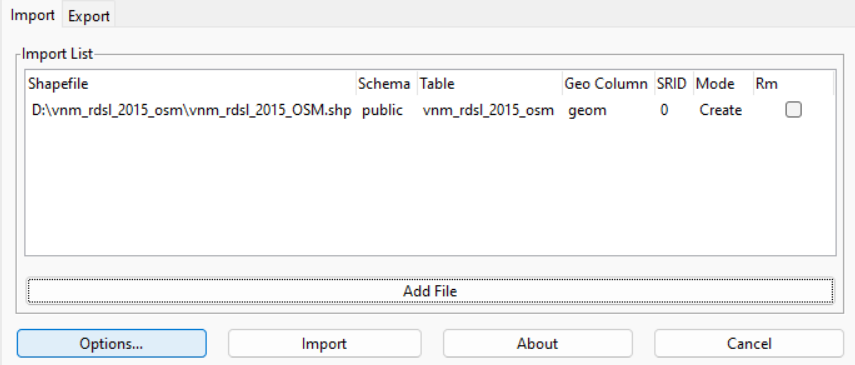 Import Export
Import List
Shapefile Schema Table Geo Column SRID Mode Rm
D:\vnm_rdsl_2015_osm\vnm_rdsl_2015_OSM.shp public vnm_rdsl_2015_osm geom 0 Create
Add File
Options... Import About Cancel